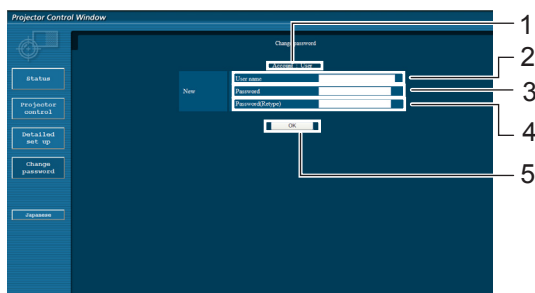 Projector Control Window
Change password
Account : User
New
User name
Password
Password(Retype)
OK
Status
Projector
control
Detailed
set up
Change
password
Japanese
1
2
3
4
5